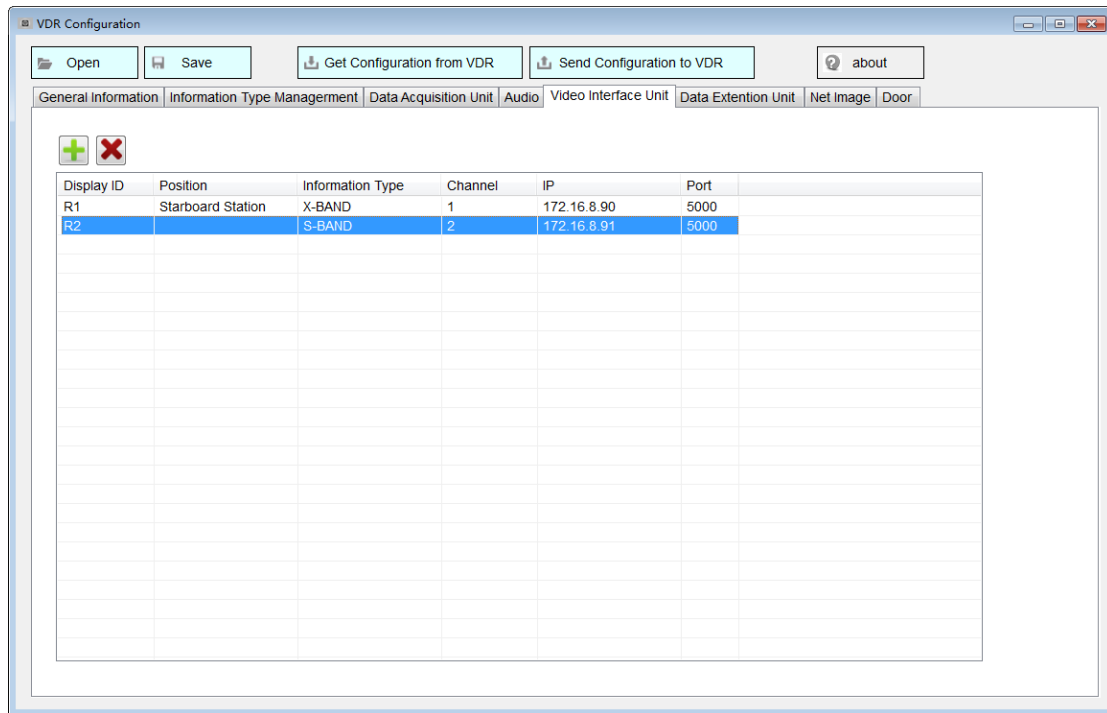 VDR Configuration
Open Save Get Configuration from VDR Send Configuration to VDR about
General Information Information Type Managerment Data Acquisition Unit Audio Video Interface Unit Data Extention Unit Net Image Door
Display ID Position Information Type Channel IP Port
R1 Starboard Station X-BAND 1 172.16.8.90 5000
R2 S-BAND 2 172.16.8.91 5000